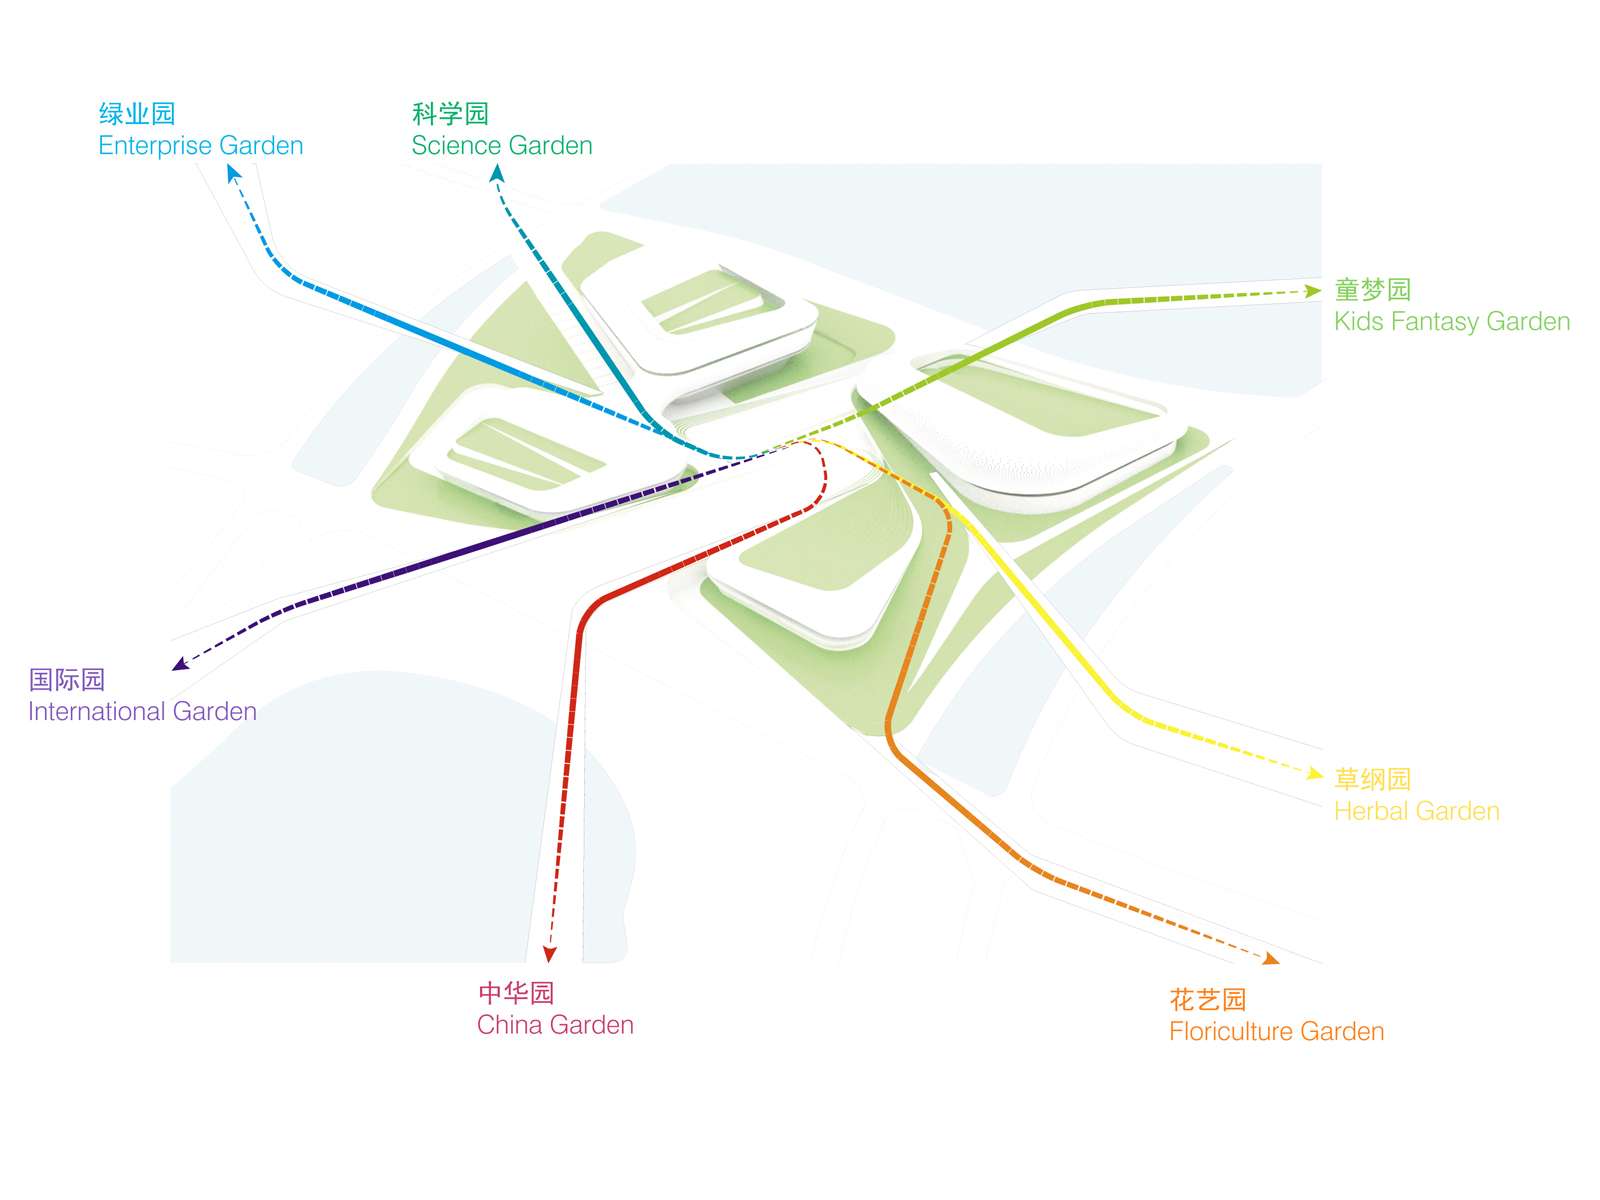 绿业园
Enterprise Garden
科学园
Science Garden
童梦园
Kids Fantasy Garden
国际园
International Garden
草纲园
Herbal Garden
中华园
China Garden
花艺园
Floriculture Garden